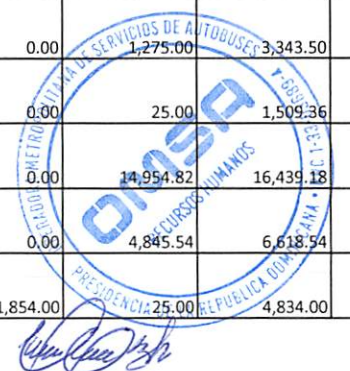 0.00 1,275.00 3,343.50
0.00 25.00 1,509.36
0.00 14,954.82 16,439.18
0.00 4,845.54 6,618.54
1,854.00 25.00 4,834.00
METROPOLITANA DE SERVICIOS DE AUTOBUSES
OMSA
RECURSOS HUMANOS
PRESIDENCIA DE LA REPUBLICA DOMINICANA